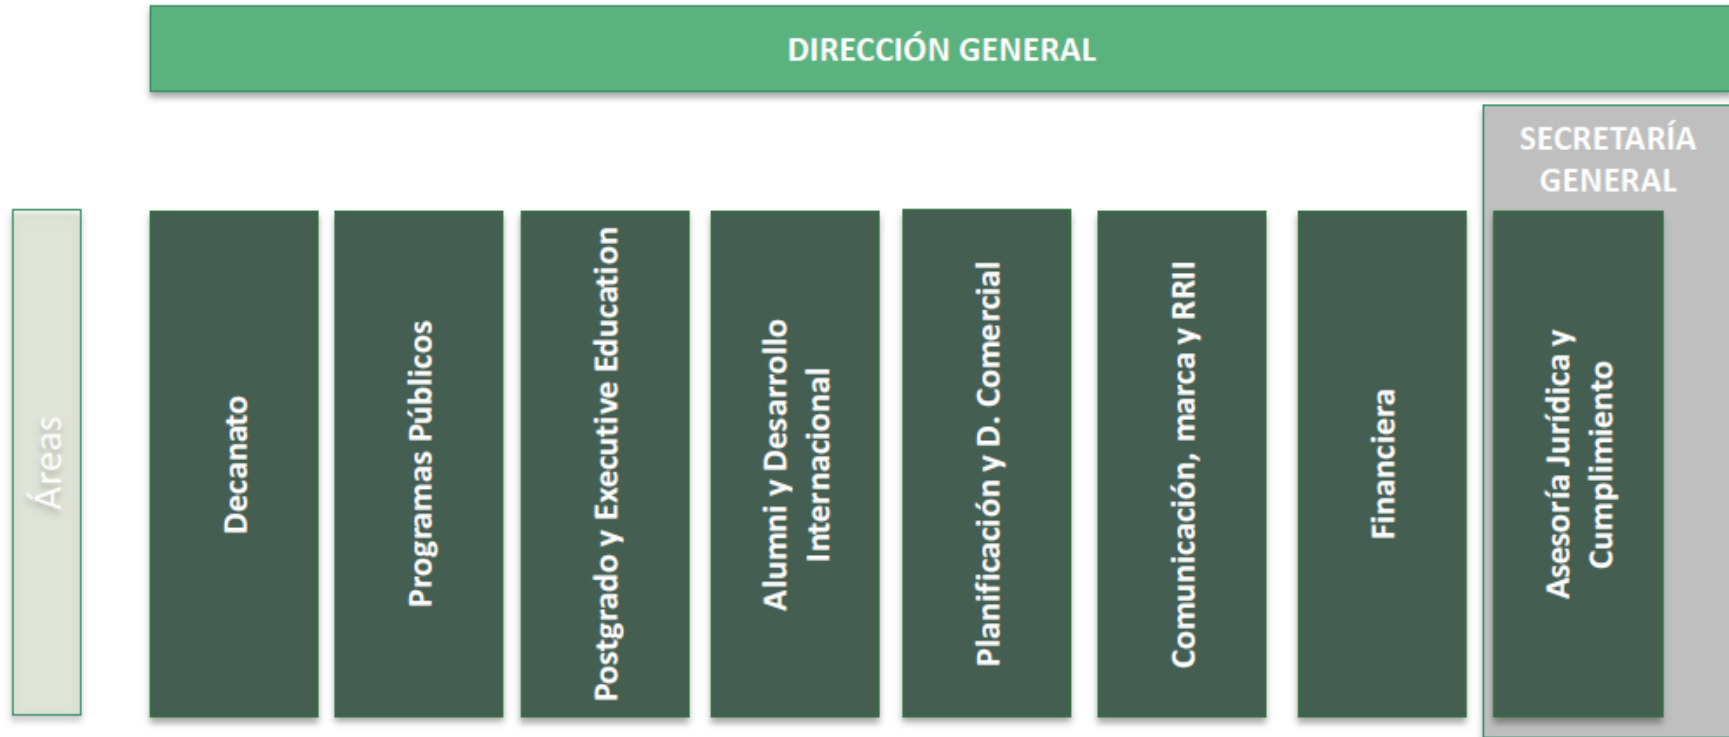 DIRECCIÓN GENERAL
SECRETARÍA
GENERAL
Áreas
Decanato
Programas Públicos
Postgrado y Executive Education
Alumni y Desarrollo
Internacional
Planificación y D. Comercial
Comunicación, marca y RRII
Financiera
Asesoría Jurídica y
Cumplimiento